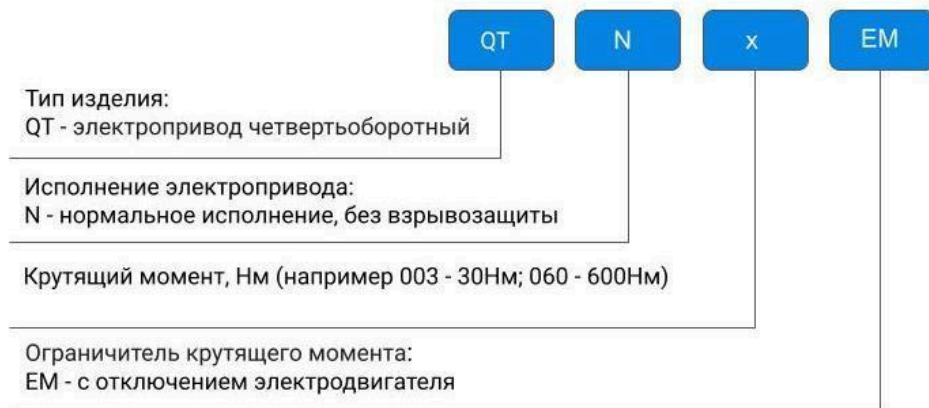 QT N x EM
Тип изделия:
QT - электропривод четвертьоборотный
Исполнение электропривода:
N - нормальное исполнение, без взрывозащиты
Крутящий момент, Нм (например 003 - 30Нм; 060 - 600Нм)
Ограничитель крутящего момента:
EM - с отключением электродвигателя